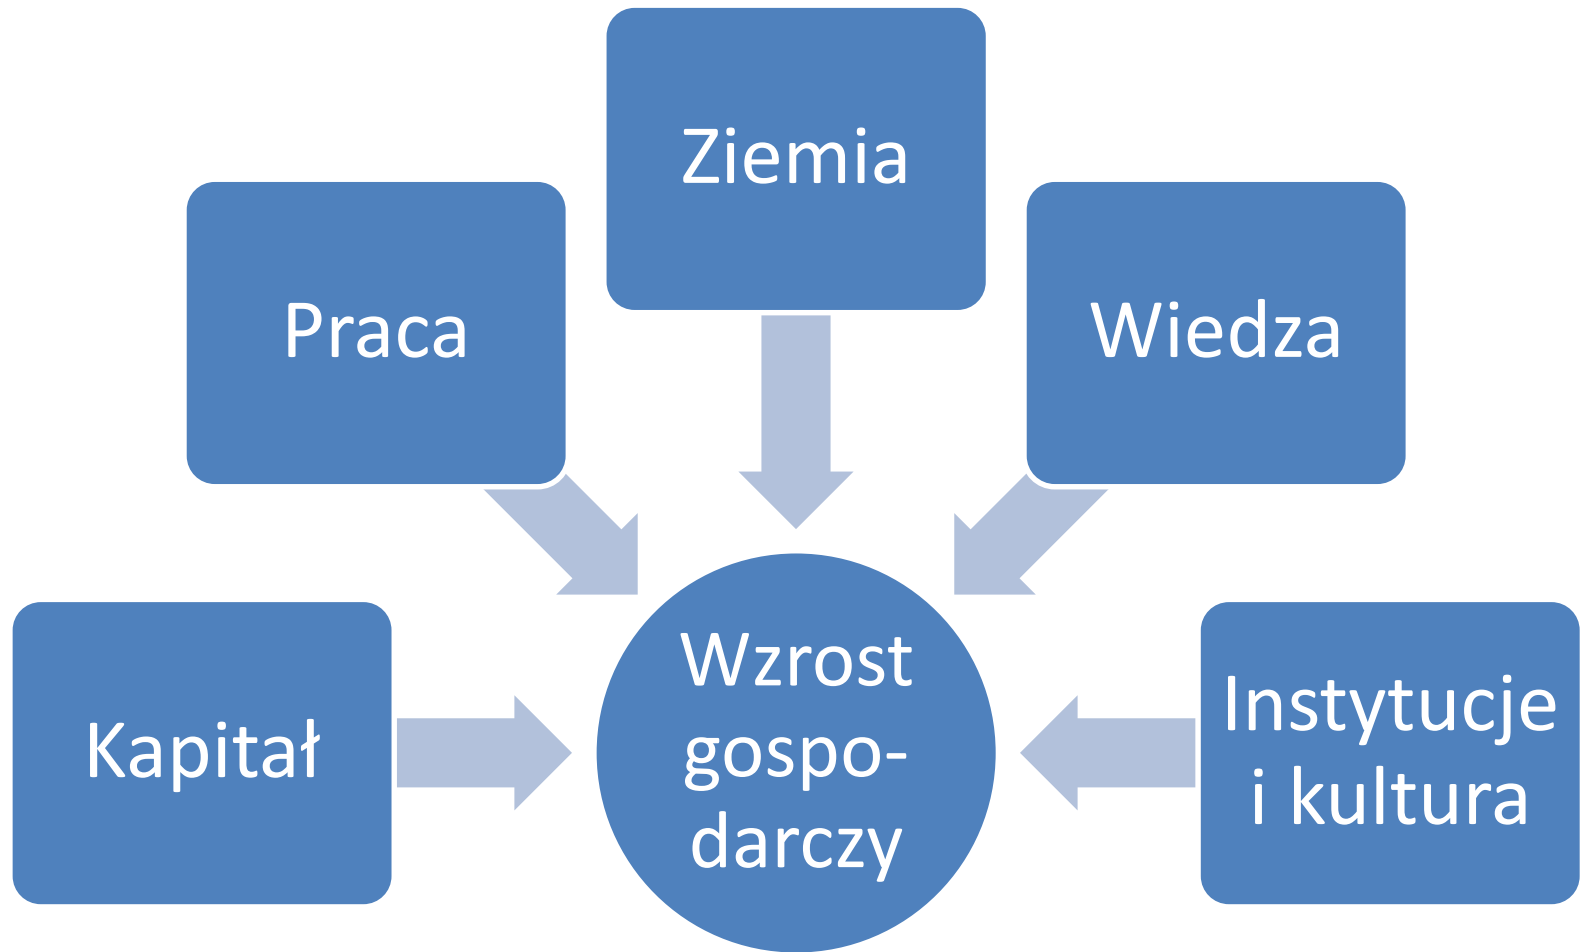 Ziemia
Praca
Wiedza
Kapitał
Wzrost
gospo-
darczy
Instytucje
i kultura